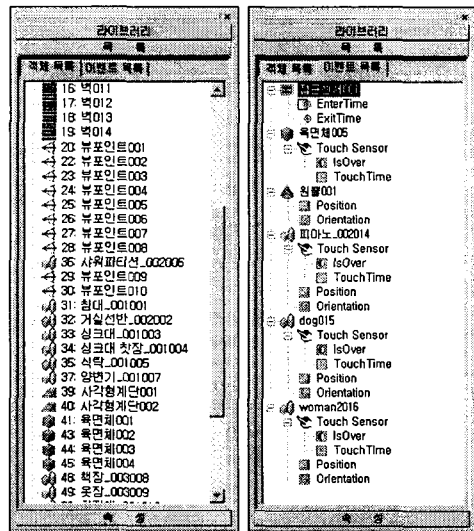 라이브러리
목 록
객체 목록 이벤트 목록
16: 벽011
17: 벽012
18: 벽013
19: 벽014
20: 뷰포인트001
22: 뷰포인트002
23: 뷰포인트003
24: 뷰포인트004
25: 뷰포인트005
26: 뷰포인트006
27: 뷰포인트007
28: 뷰포인트008
36: 샤워파티션_002006
29: 뷰포인트009
30: 뷰포인트010
31: 침대_001001
32: 거실선반_002002
33: 싱크대_001003
34: 싱크대 찻장_001004
35: 식탁_001005
37: 양변기_001007
39: 사각형계단001
40: 사각형계단002
41: 육면체001
43: 육면체002
44: 육면체003
45: 육면체004
48: 책장_003008
49: 옷장_003009
속 성
라이브러리
목 록
객체 목록 이벤트 목록
EnterTime
ExitTime
육면체005
Touch Sensor
IsOver
TouchTime
원뿔001
Position
Orientation
피아노_002014
Touch Sensor
IsOver
TouchTime
Position
Orientation
dog015
Touch Sensor
IsOver
TouchTime
Position
Orientation
woman2016
Touch Sensor
IsOver
TouchTime
Position
Orientation
속 성